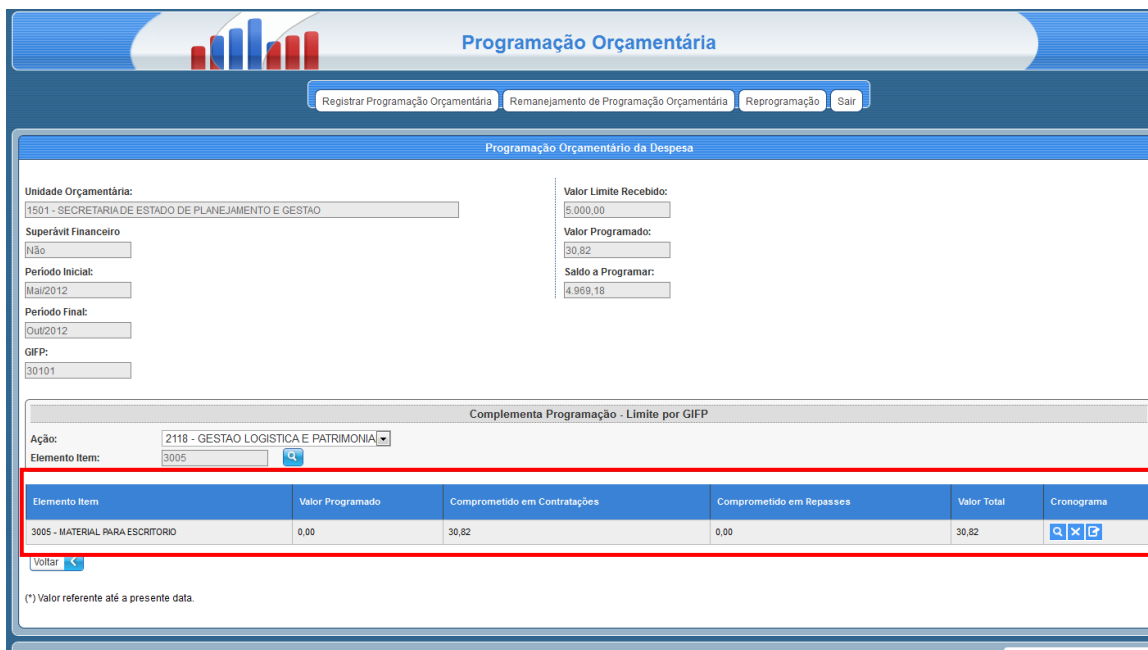 Programação Orçamentária
Registrar Programação Orçamentária Remanejamento de Programação Orçamentária Reprogramação Sair
Programação Orçamentário da Despesa
Unidade Orçamentária:
1501 - SECRETARIA DE ESTADO DE PLANEJAMENTO E GESTAO
Superávit Financeiro
Não
Período Inicial:
Mai/2012
Período Final:
Out/2012
GIFP:
30101
Valor Limite Recebido:
5.000,00
Valor Programado:
30,82
Saldo a Programar:
4.969,18
Complementa Programação - Limite por GIFP
Ação: 2118 - GESTAO LOGISTICA E PATRIMONIA
Elemento Item: 3005
Elemento Item Valor Programado Comprometido em Contratações Comprometido em Repasses Valor Total Cronograma
3005 - MATERIAL PARA ESCRITORIO 0,00 30,82 0,00 30,82
Voltar
(*) Valor referente até a presente data.